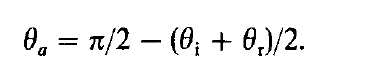 θₐ = π/2 − (θᵢ + θᵣ)/2.